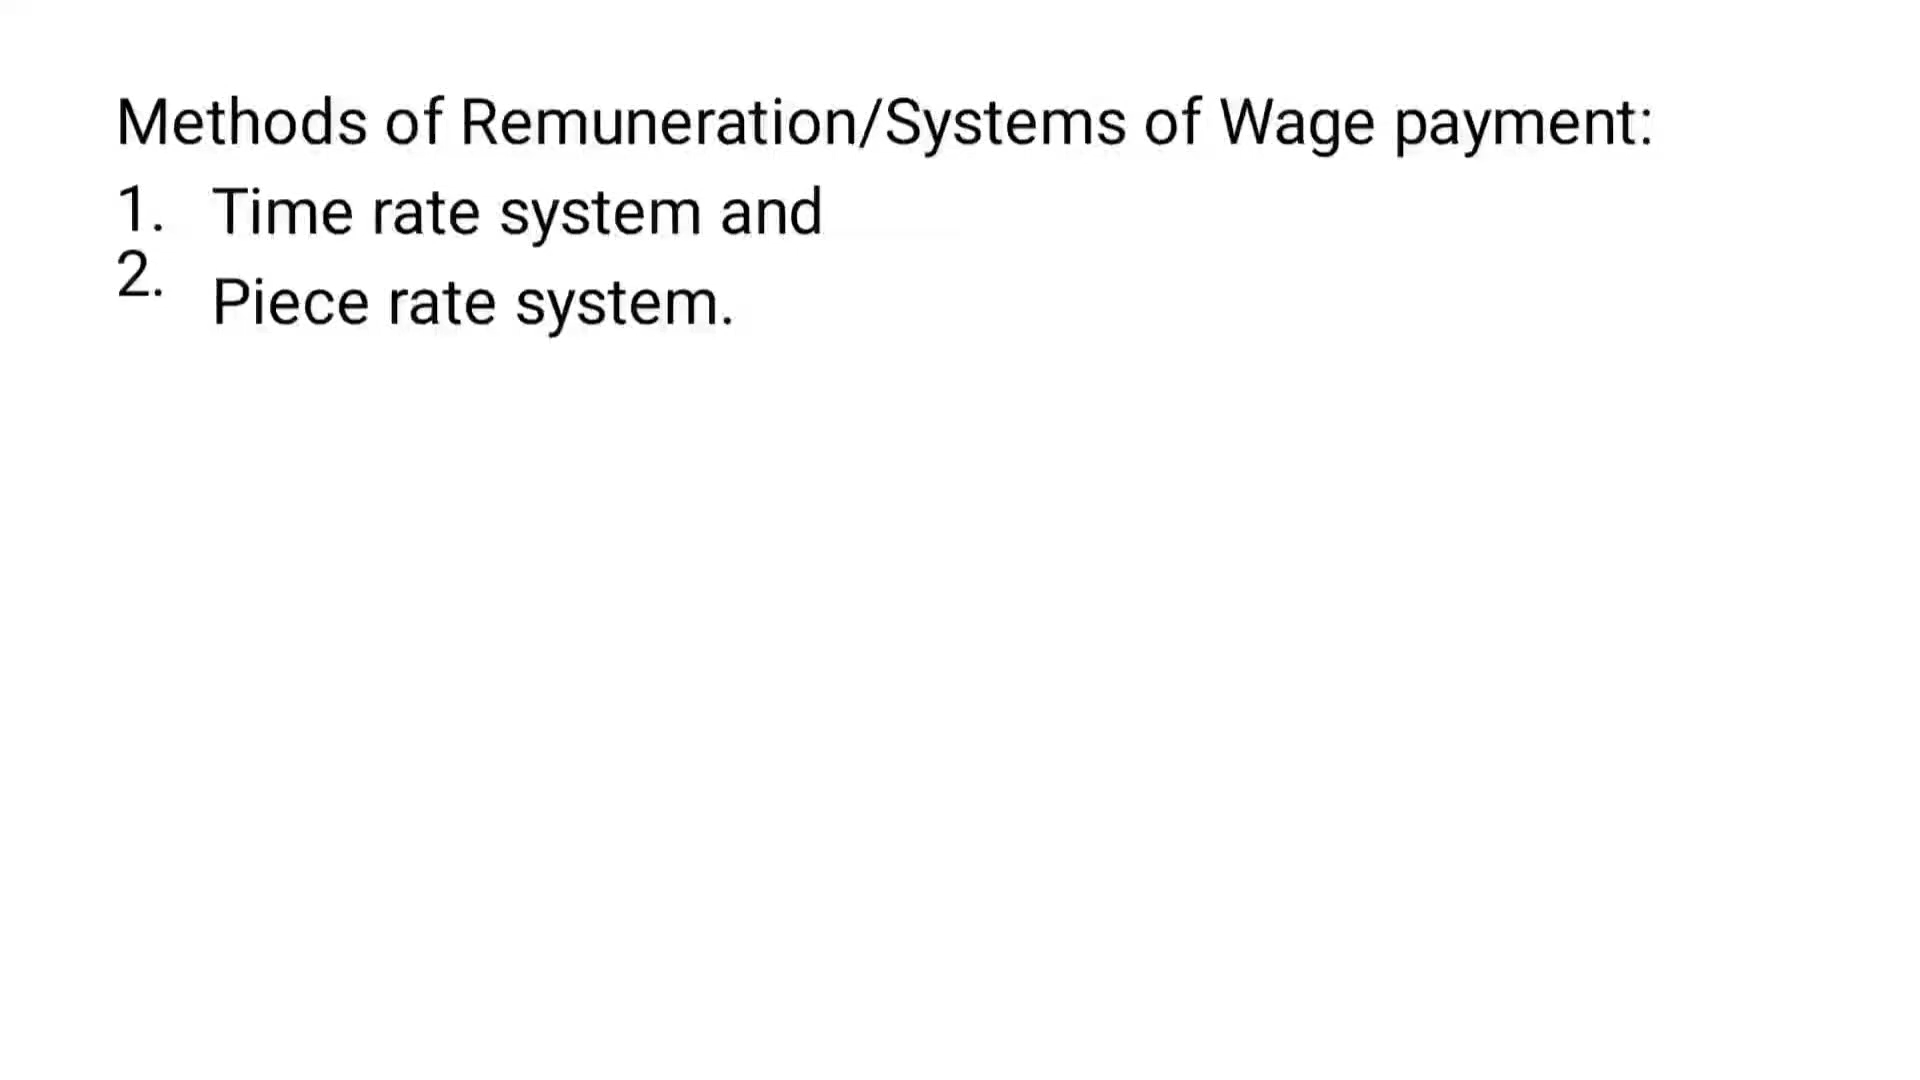 Methods of Remuneration/Systems of Wage payment:
1. Time rate system and
2. Piece rate system.